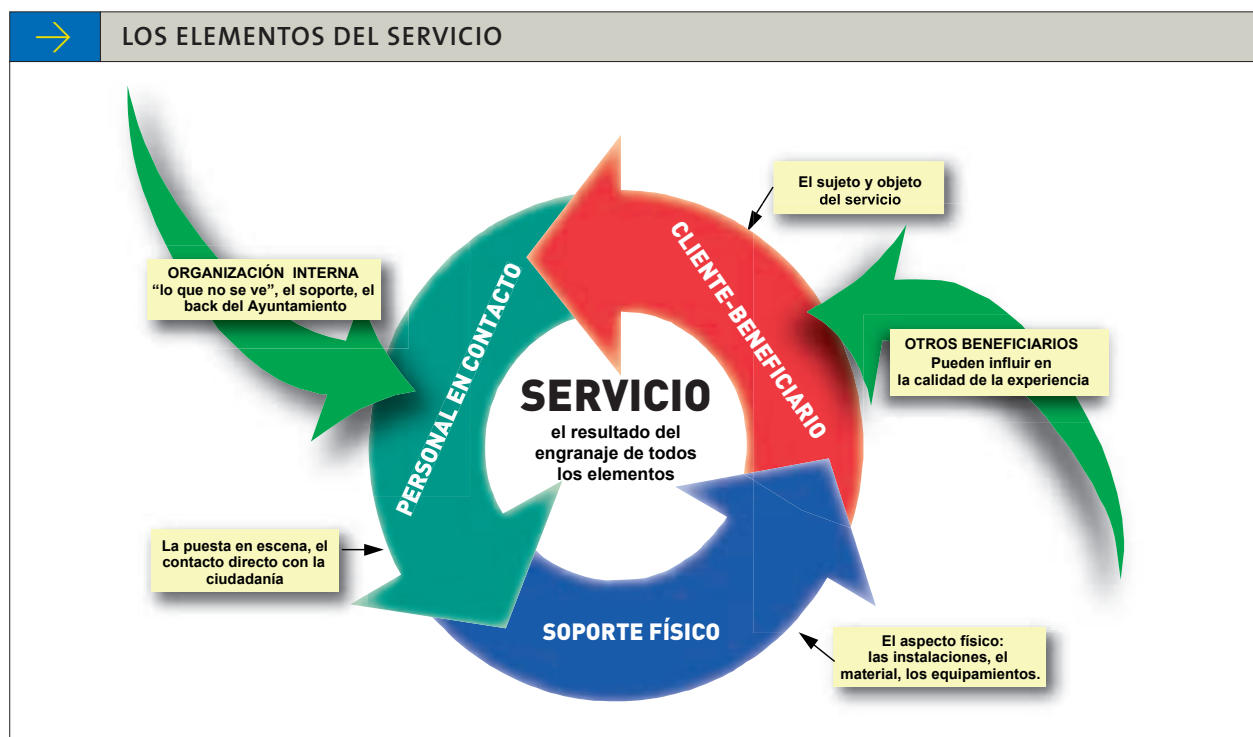 LOS ELEMENTOS DEL SERVICIO
El sujeto y objeto
del servicio
CLIENTE-BENEFICIARIO
ORGANIZACIÓN INTERNA
“lo que no se ve”, el soporte, el
back del Ayuntamiento
OTROS BENEFICIARIOS
Pueden influir en
la calidad de la experiencia
PERSONAL EN CONTACTO
SERVICIO
el resultado del
engranaje de todos
los elementos
La puesta en escena, el
contacto directo con la
ciudadanía
SOPORTE FÍSICO
El aspecto físico:
las instalaciones, el
material, los equipamientos.